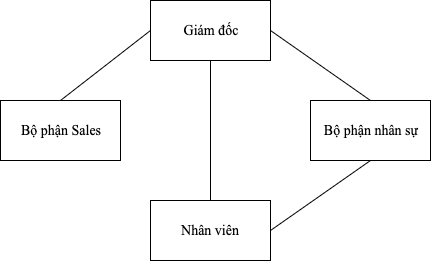 Giám đốc
Bộ phận Sales
Bộ phận nhân sự
Nhân viên